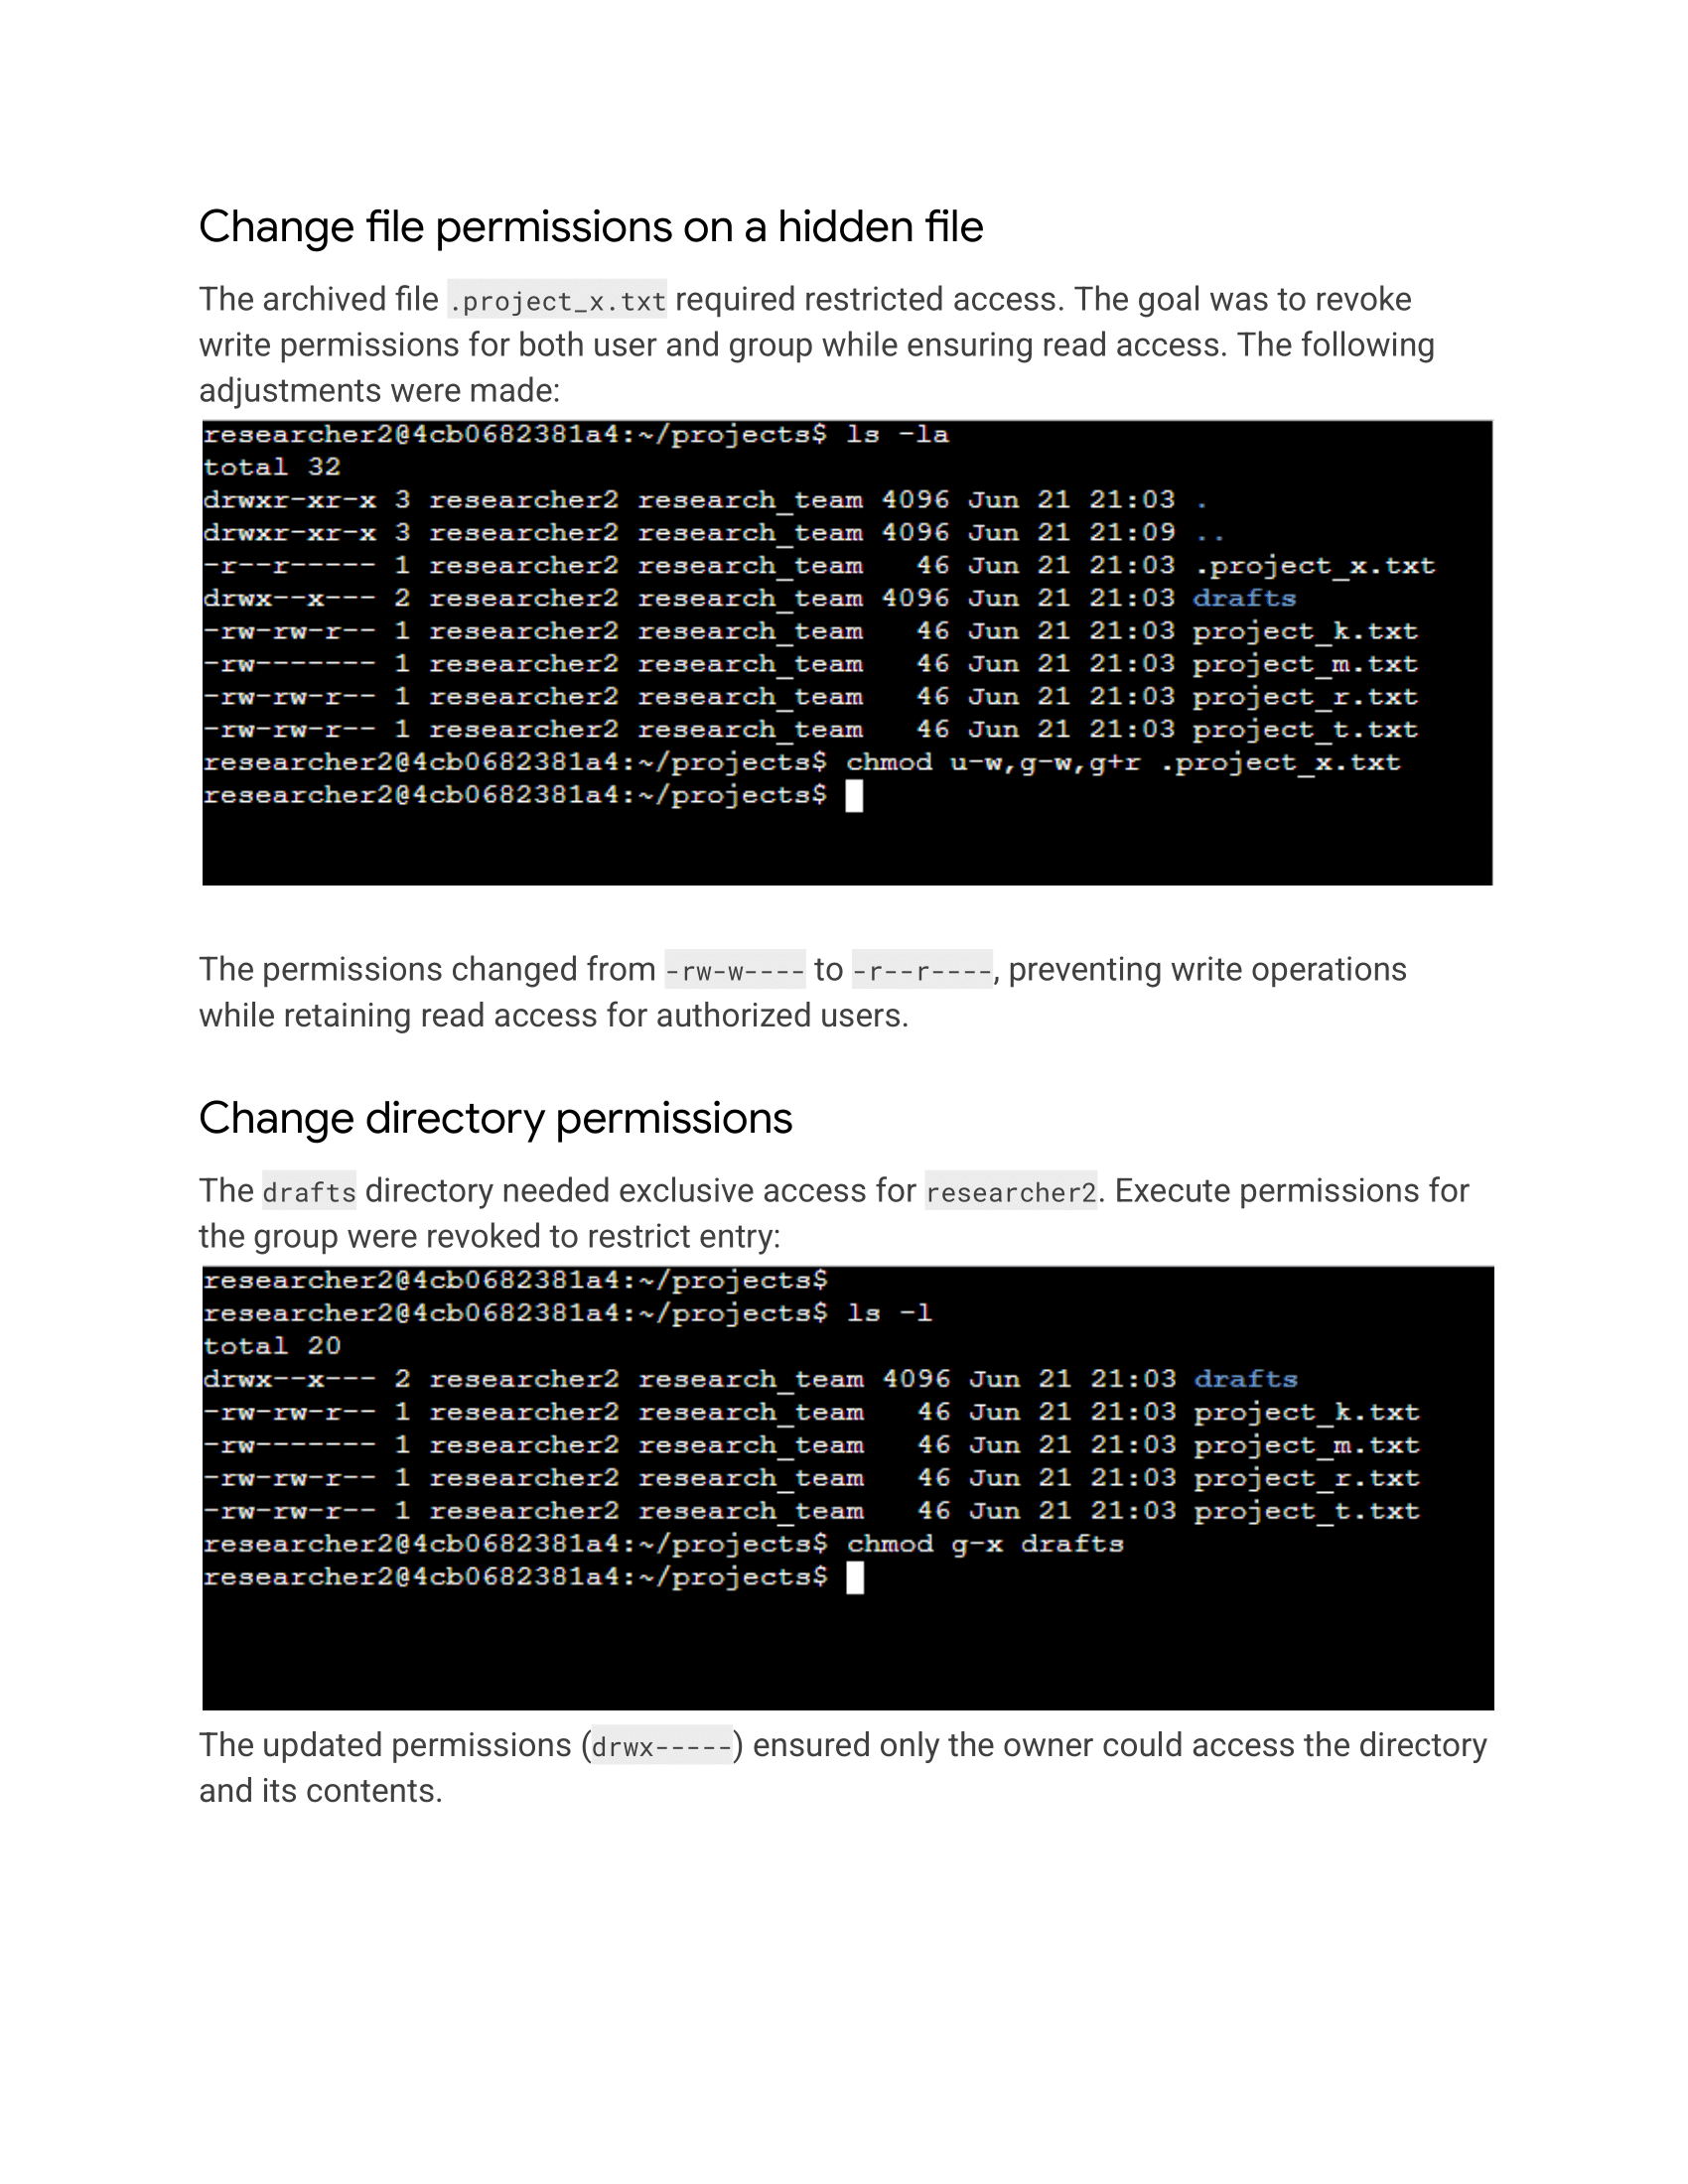 Change file permissions on a hidden file
The archived file .project_x.txt required restricted access. The goal was to revoke
write permissions for both user and group while ensuring read access. The following
adjustments were made:
researcher2@4cb0682381a4:~/projects$ ls -la
total 32
drwxr-xr-x 3 researcher2 research_team 4096 Jun 21 21:03 .
drwxr-xr-x 3 researcher2 research_team 4096 Jun 21 21:09 ..
-r--r----- 1 researcher2 research_team   46 Jun 21 21:03 .project_x.txt
drwx--x--- 2 researcher2 research_team 4096 Jun 21 21:03 drafts
-rw-rw-r-- 1 researcher2 research_team   46 Jun 21 21:03 project_k.txt
-rw------- 1 researcher2 research_team   46 Jun 21 21:03 project_m.txt
-rw-rw-r-- 1 researcher2 research_team   46 Jun 21 21:03 project_r.txt
-rw-rw-r-- 1 researcher2 research_team   46 Jun 21 21:03 project_t.txt
researcher2@4cb0682381a4:~/projects$ chmod u-w,g-w,g+r .project_x.txt
researcher2@4cb0682381a4:~/projects$
The permissions changed from -rw-w---- to -r--r----, preventing write operations
while retaining read access for authorized users.
Change directory permissions
The drafts directory needed exclusive access for researcher2. Execute permissions for
the group were revoked to restrict entry:
researcher2@4cb0682381a4:~/projects$
researcher2@4cb0682381a4:~/projects$ ls -l
total 20
drwx--x--- 2 researcher2 research_team 4096 Jun 21 21:03 drafts
-rw-rw-r-- 1 researcher2 research_team   46 Jun 21 21:03 project_k.txt
-rw------- 1 researcher2 research_team   46 Jun 21 21:03 project_m.txt
-rw-rw-r-- 1 researcher2 research_team   46 Jun 21 21:03 project_r.txt
-rw-rw-r-- 1 researcher2 research_team   46 Jun 21 21:03 project_t.txt
researcher2@4cb0682381a4:~/projects$ chmod g-x drafts
researcher2@4cb0682381a4:~/projects$
The updated permissions (drwx-----) ensured only the owner could access the directory
and its contents.